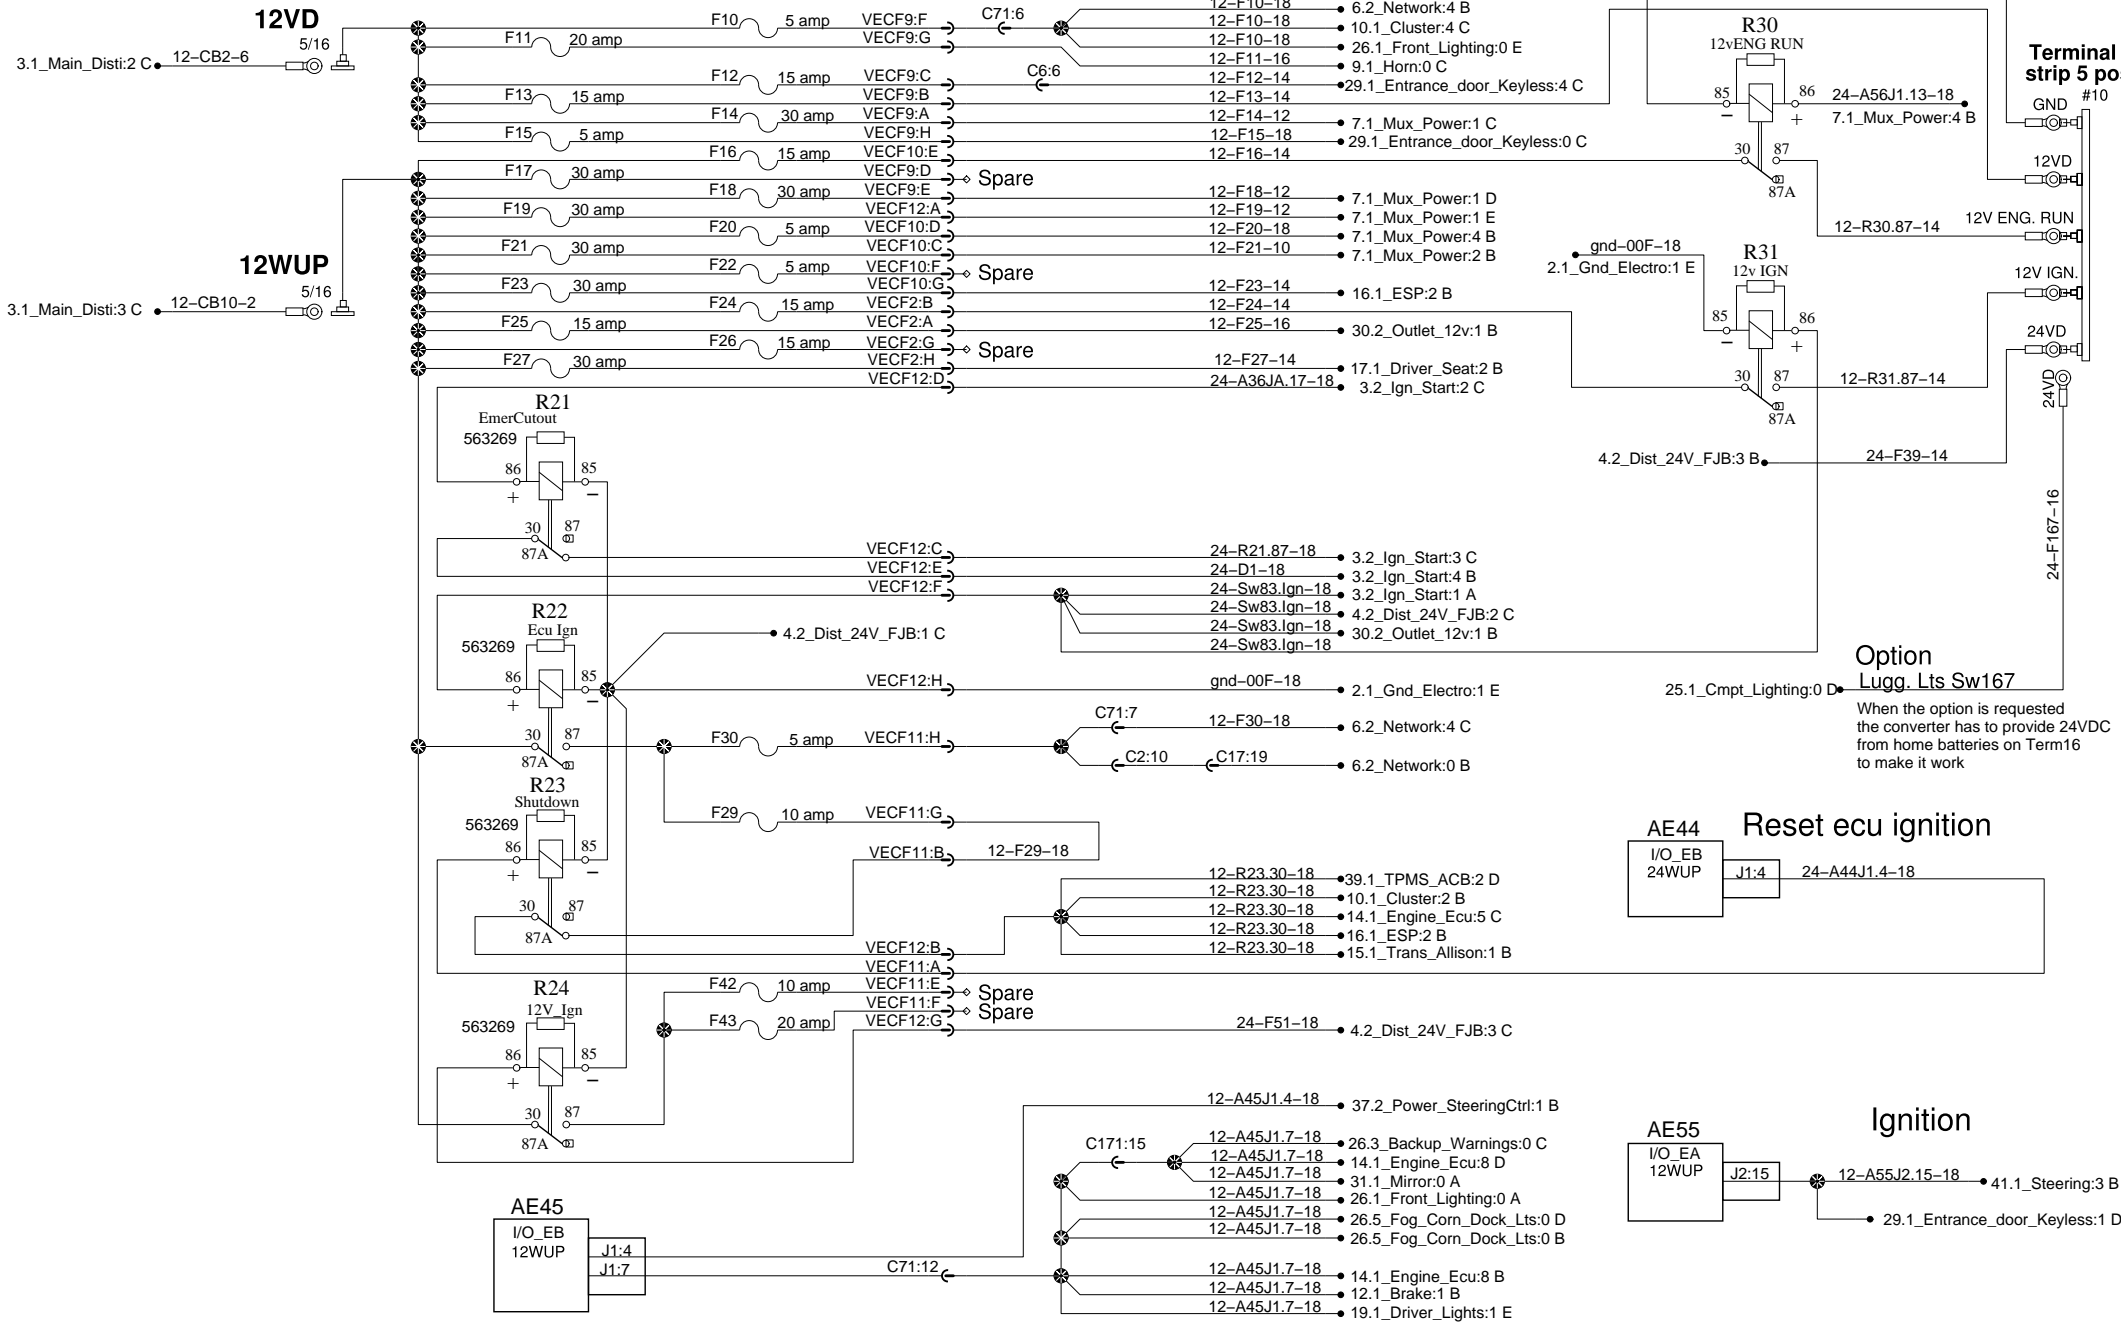 12VD
3.1_Main_Disti:2 C
12-CB2-6
5/16
12WUP
3.1_Main_Disti:3 C
12-CB10-2
5/16
F10 5 amp VECF9:F C71:6 12-F10-18 6.2_Network:4 B
12-F10-18 10.1_Cluster:4 C
12-F10-18 26.1_Front_Lighting:0 E
F11 20 amp VECF9:G 12-F11-16 9.1_Horn:0 C
F12 15 amp VECF9:C C6:6 12-F12-14 29.1_Entrance_door_Keyless:4 C
F13 15 amp VECF9:B 12-F13-14
F14 30 amp VECF9:A 12-F14-12 7.1_Mux_Power:1 C
F15 5 amp VECF9:H 12-F15-18 29.1_Entrance_door_Keyless:0 C
F16 15 amp VECF10:E 12-F16-14
F17 30 amp VECF9:D Spare
F18 30 amp VECF9:E 12-F18-12 7.1_Mux_Power:1 D
F19 30 amp VECF12:A 12-F19-12 7.1_Mux_Power:1 E
F20 5 amp VECF10:D 12-F20-18 7.1_Mux_Power:4 B
F21 30 amp VECF10:C 12-F21-10 7.1_Mux_Power:2 B
F22 5 amp VECF10:F Spare
F23 30 amp VECF10:G 12-F23-14 16.1_ESP:2 B
F24 15 amp VECF2:B 12-F24-14
F25 15 amp VECF2:A 12-F25-16 30.2_Outlet_12v:1 B
F26 15 amp VECF2:G Spare
F27 30 amp VECF2:H 12-F27-14 17.1_Driver_Seat:2 B
VECF12:D 24-A36JA.17-18 3.2_Ign_Start:2 C
R30
12vENG RUN
85 86
- +
30 87
87A
24-A56J1.13-18
7.1_Mux_Power:4 B
Terminal
strip 5 pos
#10
GND
12VD
12V ENG. RUN
12-R30.87-14
12V IGN.
24VD
24VD
gnd-00F-18
2.1_Gnd_Electro:1 E
R31
12v IGN
85 86
- +
30 87
87A
12-R31.87-14
4.2_Dist_24V_FJB:3 B
24-F39-14
24-F167-16
R21
EmerCutout
563269
86 85
+ -
30 87
87A
VECF12:C 24-R21.87-18 3.2_Ign_Start:3 C
VECF12:E 24-D1-18 3.2_Ign_Start:4 B
VECF12:F 24-Sw83.Ign-18 3.2_Ign_Start:1 A
24-Sw83.Ign-18 4.2_Dist_24V_FJB:2 C
24-Sw83.Ign-18 30.2_Outlet_12v:1 B
24-Sw83.Ign-18
R22
Ecu Ign
563269
86 85
+ -
30 87
87A
4.2_Dist_24V_FJB:1 C
VECF12:H gnd-00F-18 2.1_Gnd_Electro:1 E
F30 5 amp VECF11:H C71:7 12-F30-18 6.2_Network:4 C
C2:10 C17:19 6.2_Network:0 B
Option
Lugg. Lts Sw167
25.1_Cmpt_Lighting:0 D
When the option is requested
the converter has to provide 24VDC
from home batteries on Term16
to make it work
R23
Shutdown
563269
86 85
+ -
30 87
87A
F29 10 amp VECF11:G
VECF11:B 12-F29-18
12-R23.30-18 39.1_TPMS_ACB:2 D
12-R23.30-18 10.1_Cluster:2 B
12-R23.30-18 14.1_Engine_Ecu:5 C
12-R23.30-18 16.1_ESP:2 B
VECF12:B 12-R23.30-18 15.1_Trans_Allison:1 B
VECF11:A
AE44
Reset ecu ignition
I/O_EB
24WUP
J1:4
24-A44J1.4-18
R24
12V_Ign
563269
86 85
+ -
30 87
87A
F42 10 amp VECF11:E Spare
F43 20 amp VECF11:F Spare
VECF12:G 24-F51-18 4.2_Dist_24V_FJB:3 C
12-A45J1.4-18 37.2_Power_SteeringCtrl:1 B
C171:15
12-A45J1.7-18 26.3_Backup_Warnings:0 C
12-A45J1.7-18 14.1_Engine_Ecu:8 D
12-A45J1.7-18 31.1_Mirror:0 A
12-A45J1.7-18 26.1_Front_Lighting:0 A
12-A45J1.7-18 26.5_Fog_Corn_Dock_Lts:0 D
12-A45J1.7-18 26.5_Fog_Corn_Dock_Lts:0 B
12-A45J1.7-18 14.1_Engine_Ecu:8 B
12-A45J1.7-18 12.1_Brake:1 B
12-A45J1.7-18 19.1_Driver_Lights:1 E
AE45
I/O_EB
12WUP
J1:4
J1:7
C71:12
Ignition
AE55
I/O_EA
12WUP
J2:15
12-A55J2.15-18
41.1_Steering:3 B
29.1_Entrance_door_Keyless:1 D